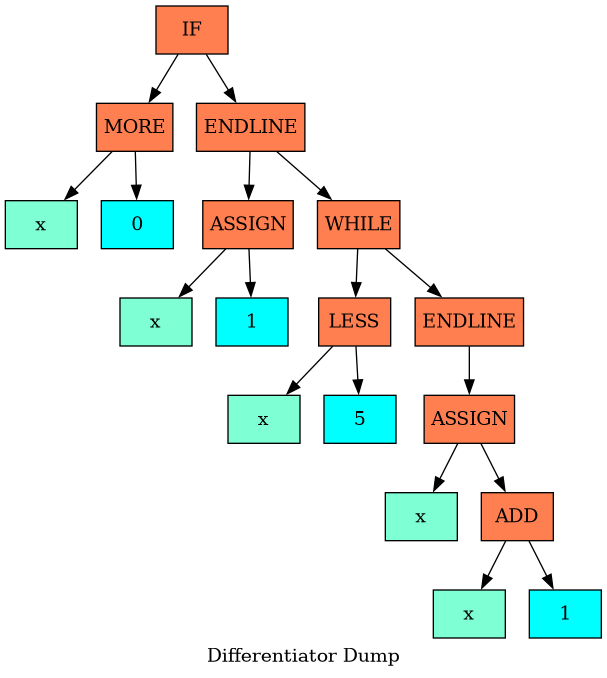 IF
MORE
ENDLINE
x
0
ASSIGN
WHILE
x
1
LESS
ENDLINE
x
5
ASSIGN
x
ADD
x
1
Differentiator Dump